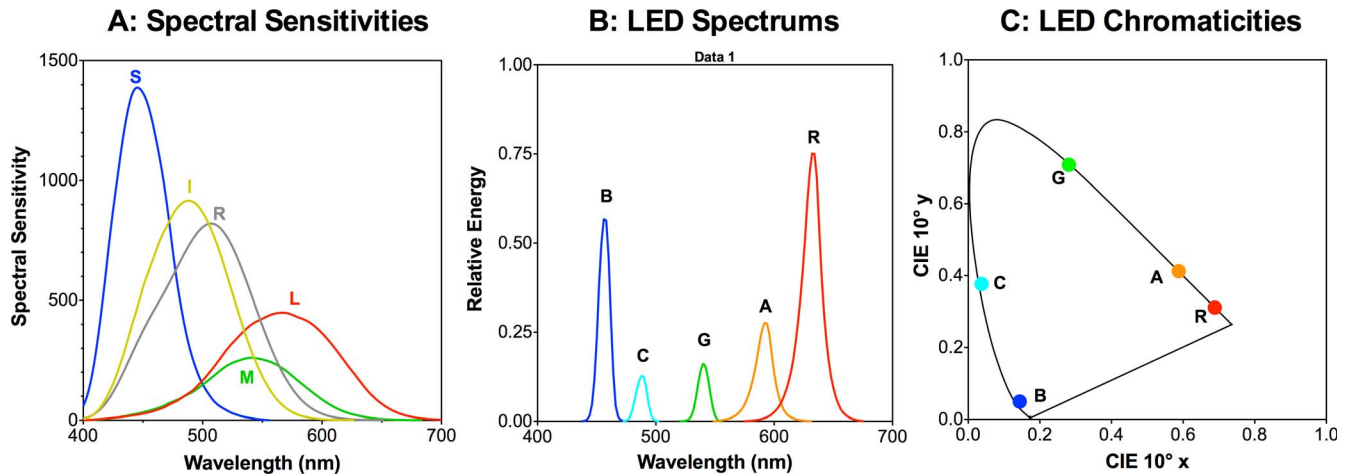 A: Spectral Sensitivities
1500
1000
500
0
400
500
600
700
Spectral Sensitivity
Wavelength (nm)
S
I
R
L
M
B: LED Spectrums
Data 1
1.00
0.75
0.50
0.25
0.00
400
500
600
700
Relative Energy
Wavelength (nm)
B
C
G
A
R
C: LED Chromaticities
1.0
0.8
0.6
0.4
0.2
0.0
0.0
0.2
0.4
0.6
0.8
1.0
CIE 10° y
CIE 10° x
G
A
C
R
B